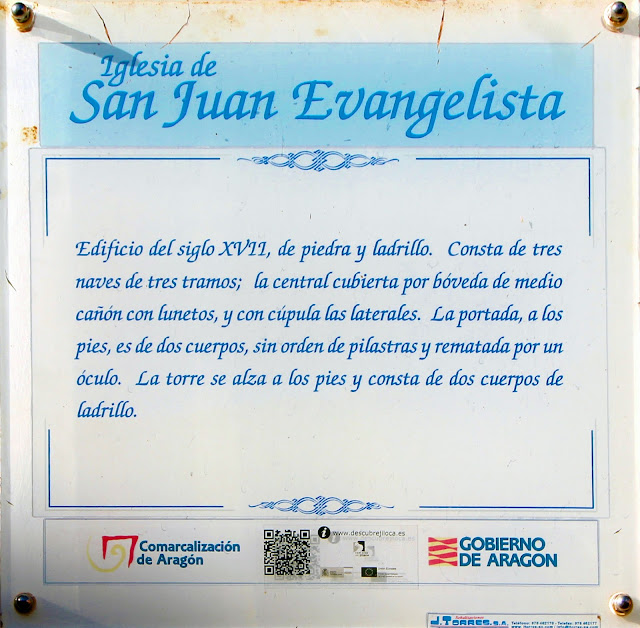 Iglesia de
San Juan Evangelista
Edificio del siglo XVII, de piedra y ladrillo. Consta de tres
naves de tres tramos; la central cubierta por bóveda de medio
cañón con lunetos, y con cúpula las laterales. La portada, a los
pies, es de dos cuerpos, sin orden de pilastras y rematada por un
óculo. La torre se alza a los pies y consta de dos cuerpos de
ladrillo.
Comarcalización
de Aragón
www.descubrejiloca.es
GOBIERNO
DE ARAGON
J. TORRES, S.A.